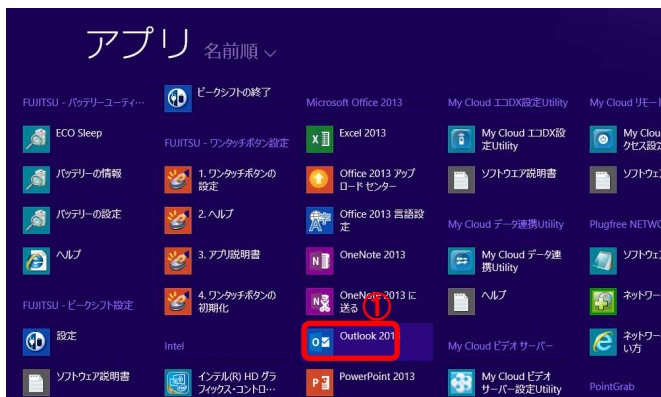 アプリ 名前順
FUJITSU - バッテリーユーティ…
ECO Sleep
バッテリーの情報
バッテリーの設定
ヘルプ
FUJITSU - ピークシフト設定
設定
ソフトウェア説明書
ピークシフトの終了
FUJITSU - ワンタッチボタン設定
1. ワンタッチボタンの
設定
2. ヘルプ
3. アプリ説明書
4. ワンタッチボタンの
初期化
Intel
インテル(R) HD グラ
フィックス・コントロ…
Microsoft Office 2013
Excel 2013
Office 2013 アップ
ロード センター
Office 2013 言語設
定
OneNote 2013
OneNote 2013 に
送る
①
Outlook 201
PowerPoint 2013
My Cloud エコDX設定Utility
My Cloud エコDX設
定Utility
ソフトウエア説明書
My Cloud データ連携Utility
My Cloud データ連
携Utility
ヘルプ
My Cloud ビデオ サーバー
My Cloud ビデオ
サーバー設定Utility
My Cloud リモー
My Clou
クセス設
ソフトウェ
Plugfree NETWO
ソフトウェ
ネットワー
ネットワー
い方
PointGrab